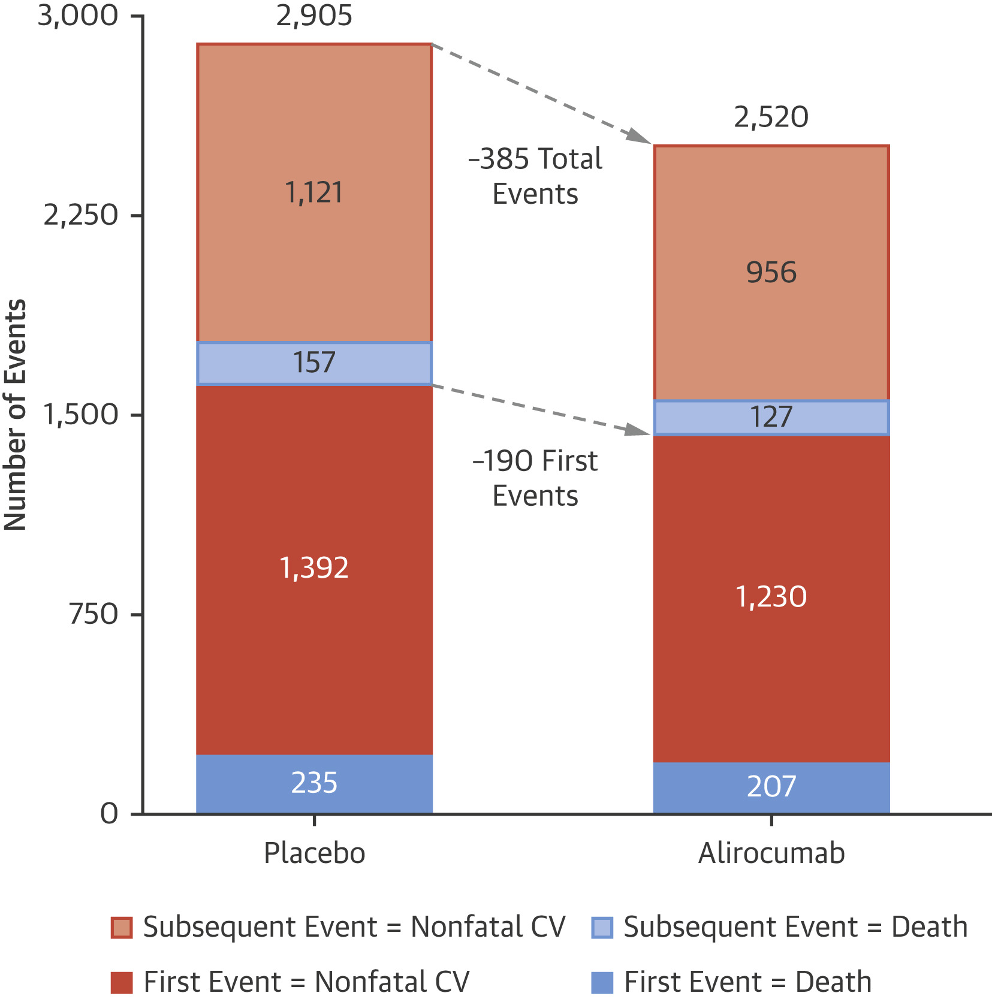 3,000
2,905
2,520
–385 Total
Events
1,121
2,250
956
157
1,500
127
–190 First
Events
1,392
1,230
750
235
207
0
Number of Events
Placebo
Alirocumab
Subsequent Event = Nonfatal CV
Subsequent Event = Death
First Event = Nonfatal CV
First Event = Death